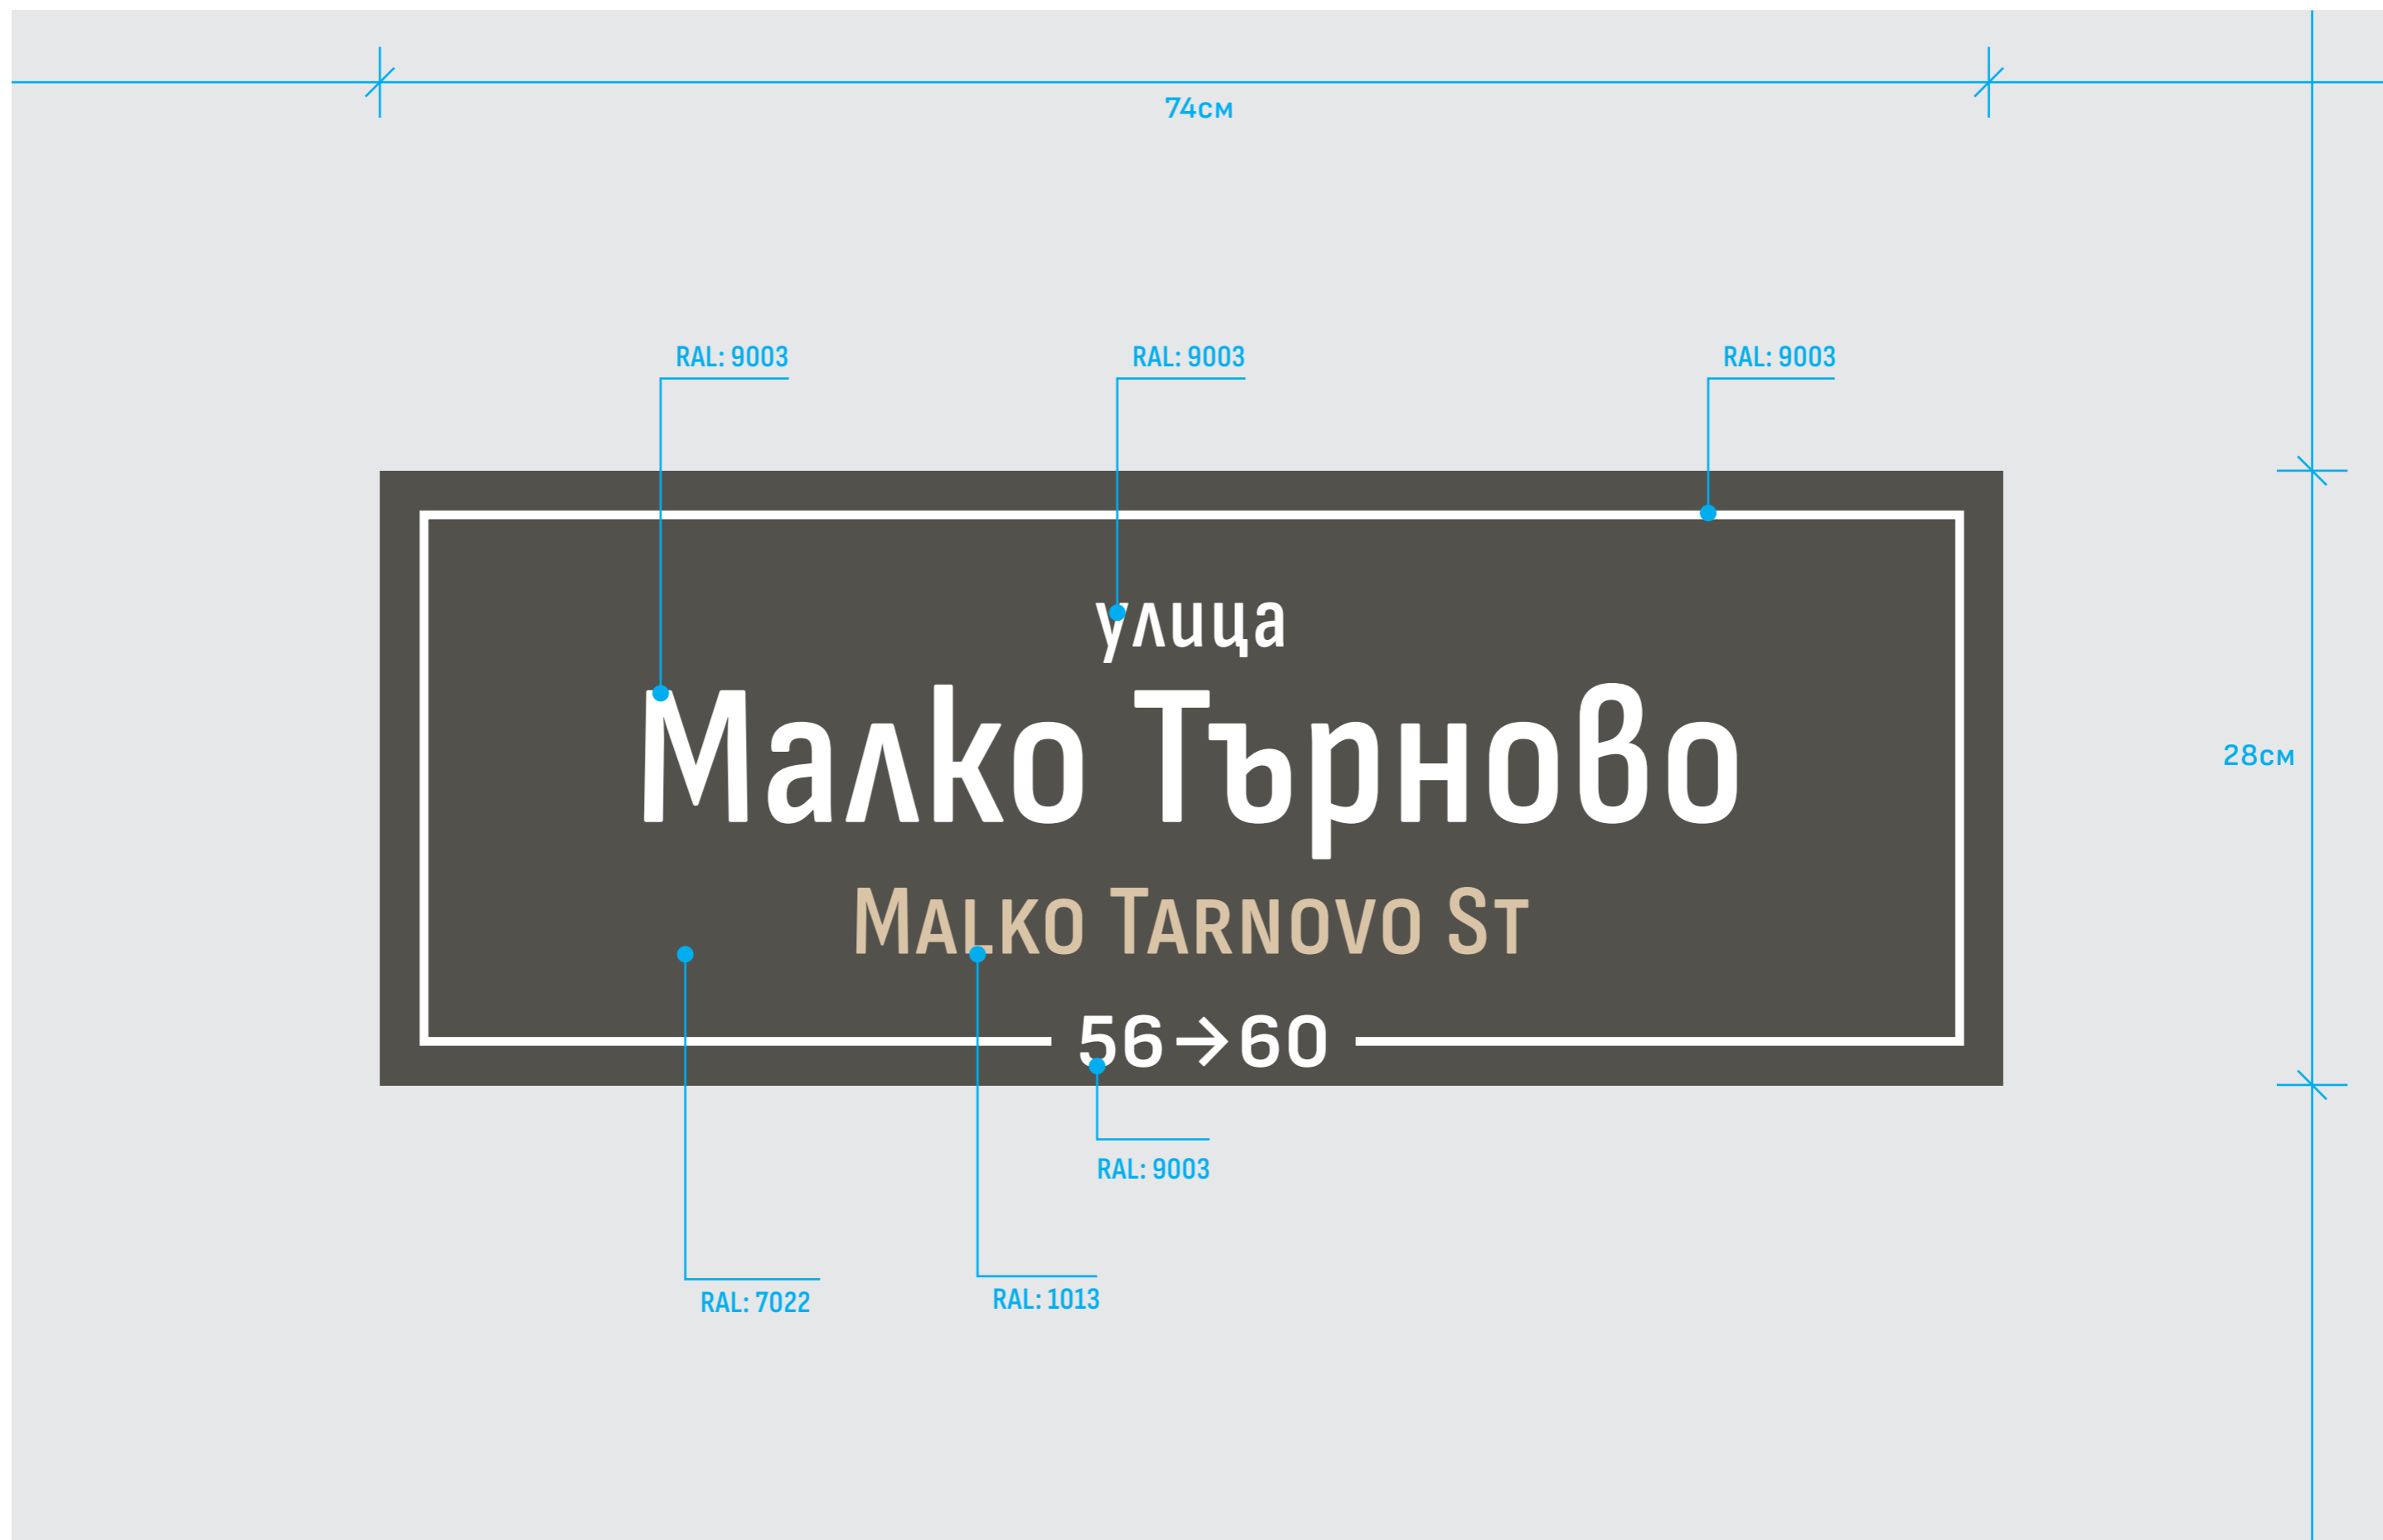 74см
RAL: 9003
RAL: 9003
RAL: 9003
улица
Малко Търново
28см
Malko Tarnovo St
56→60
RAL: 9003
RAL: 7022
RAL: 1013